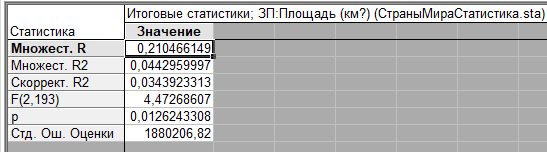 Итоговые статистики; ЗП:Площадь (км?) (СтраныМираСтатистика.sta)
Статистика Значение
Множест. R 0,210466149
Множест. R2 0,0442959997
Скоррект. R2 0,0343923313
F(2,193) 4,47268607
p 0,0126243308
Стд. Ош. Оценки 1880206,82